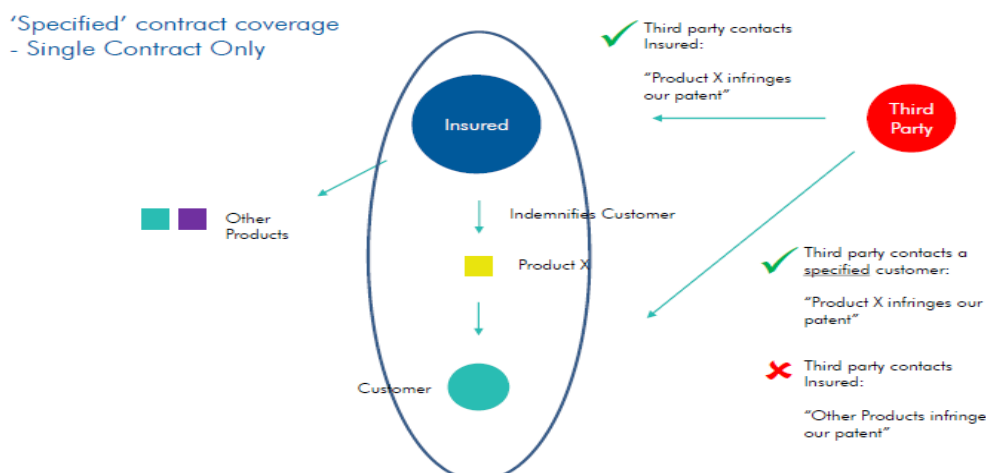 'Specified' contract coverage
- Single Contract Only
Third party contacts
Insured:
"Product X infringes
our patent"
Third
Party
Insured
Indemnifies Customer
Other
Products
Product X
Third party contacts a
specified customer:
"Product X infringes our
patent"
Customer
Third party contacts
Insured:
"Other Products infringe
our patent"